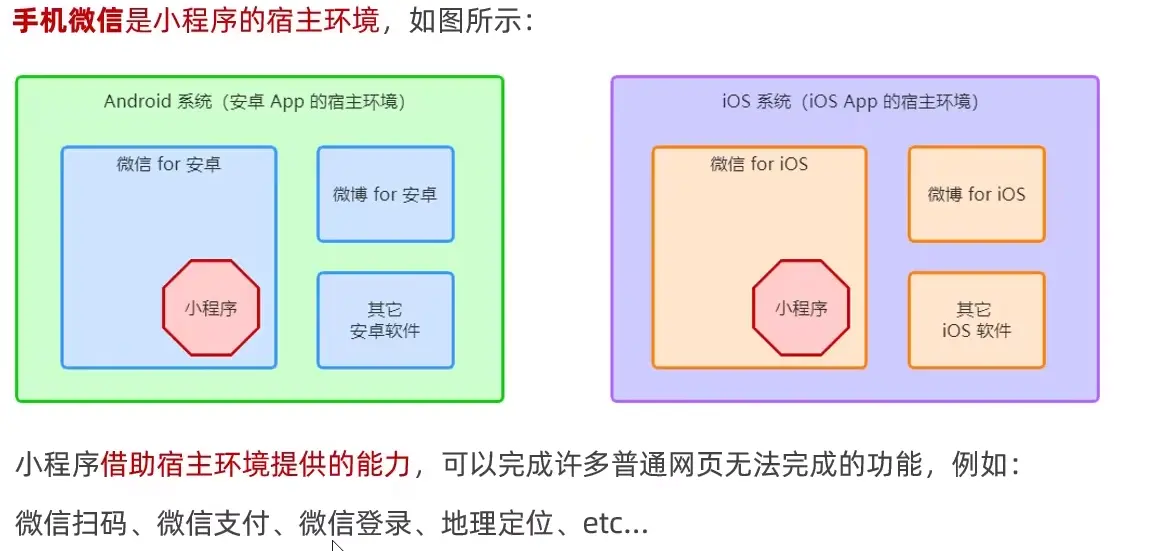 手机微信是小程序的宿主环境，如图所示：
Android 系统（安卓 App 的宿主环境）
微信 for 安卓
微博 for 安卓
小程序
其它
安卓软件
iOS 系统（iOS App 的宿主环境）
微信 for iOS
微博 for iOS
小程序
其它
iOS 软件
小程序借助宿主环境提供的能力，可以完成许多普通网页无法完成的功能，例如：
微信扫码、微信支付、微信登录、地理定位、etc...